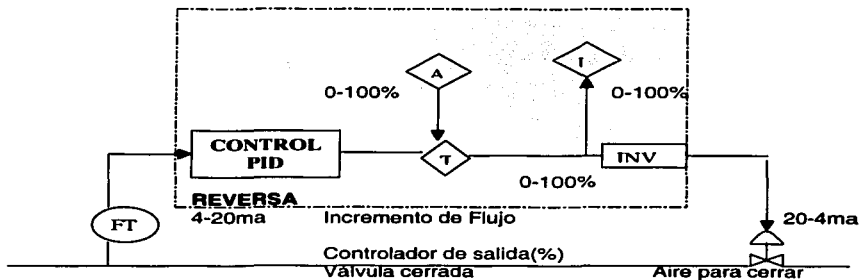 A
I
0-100%
0-100%
CONTROL
PID
T
INV
0-100%
REVERSA
4-20ma
Incremento de Flujo
FT
20-4ma
Controlador de salida(%)
Válvula cerrada
Aire para cerrar